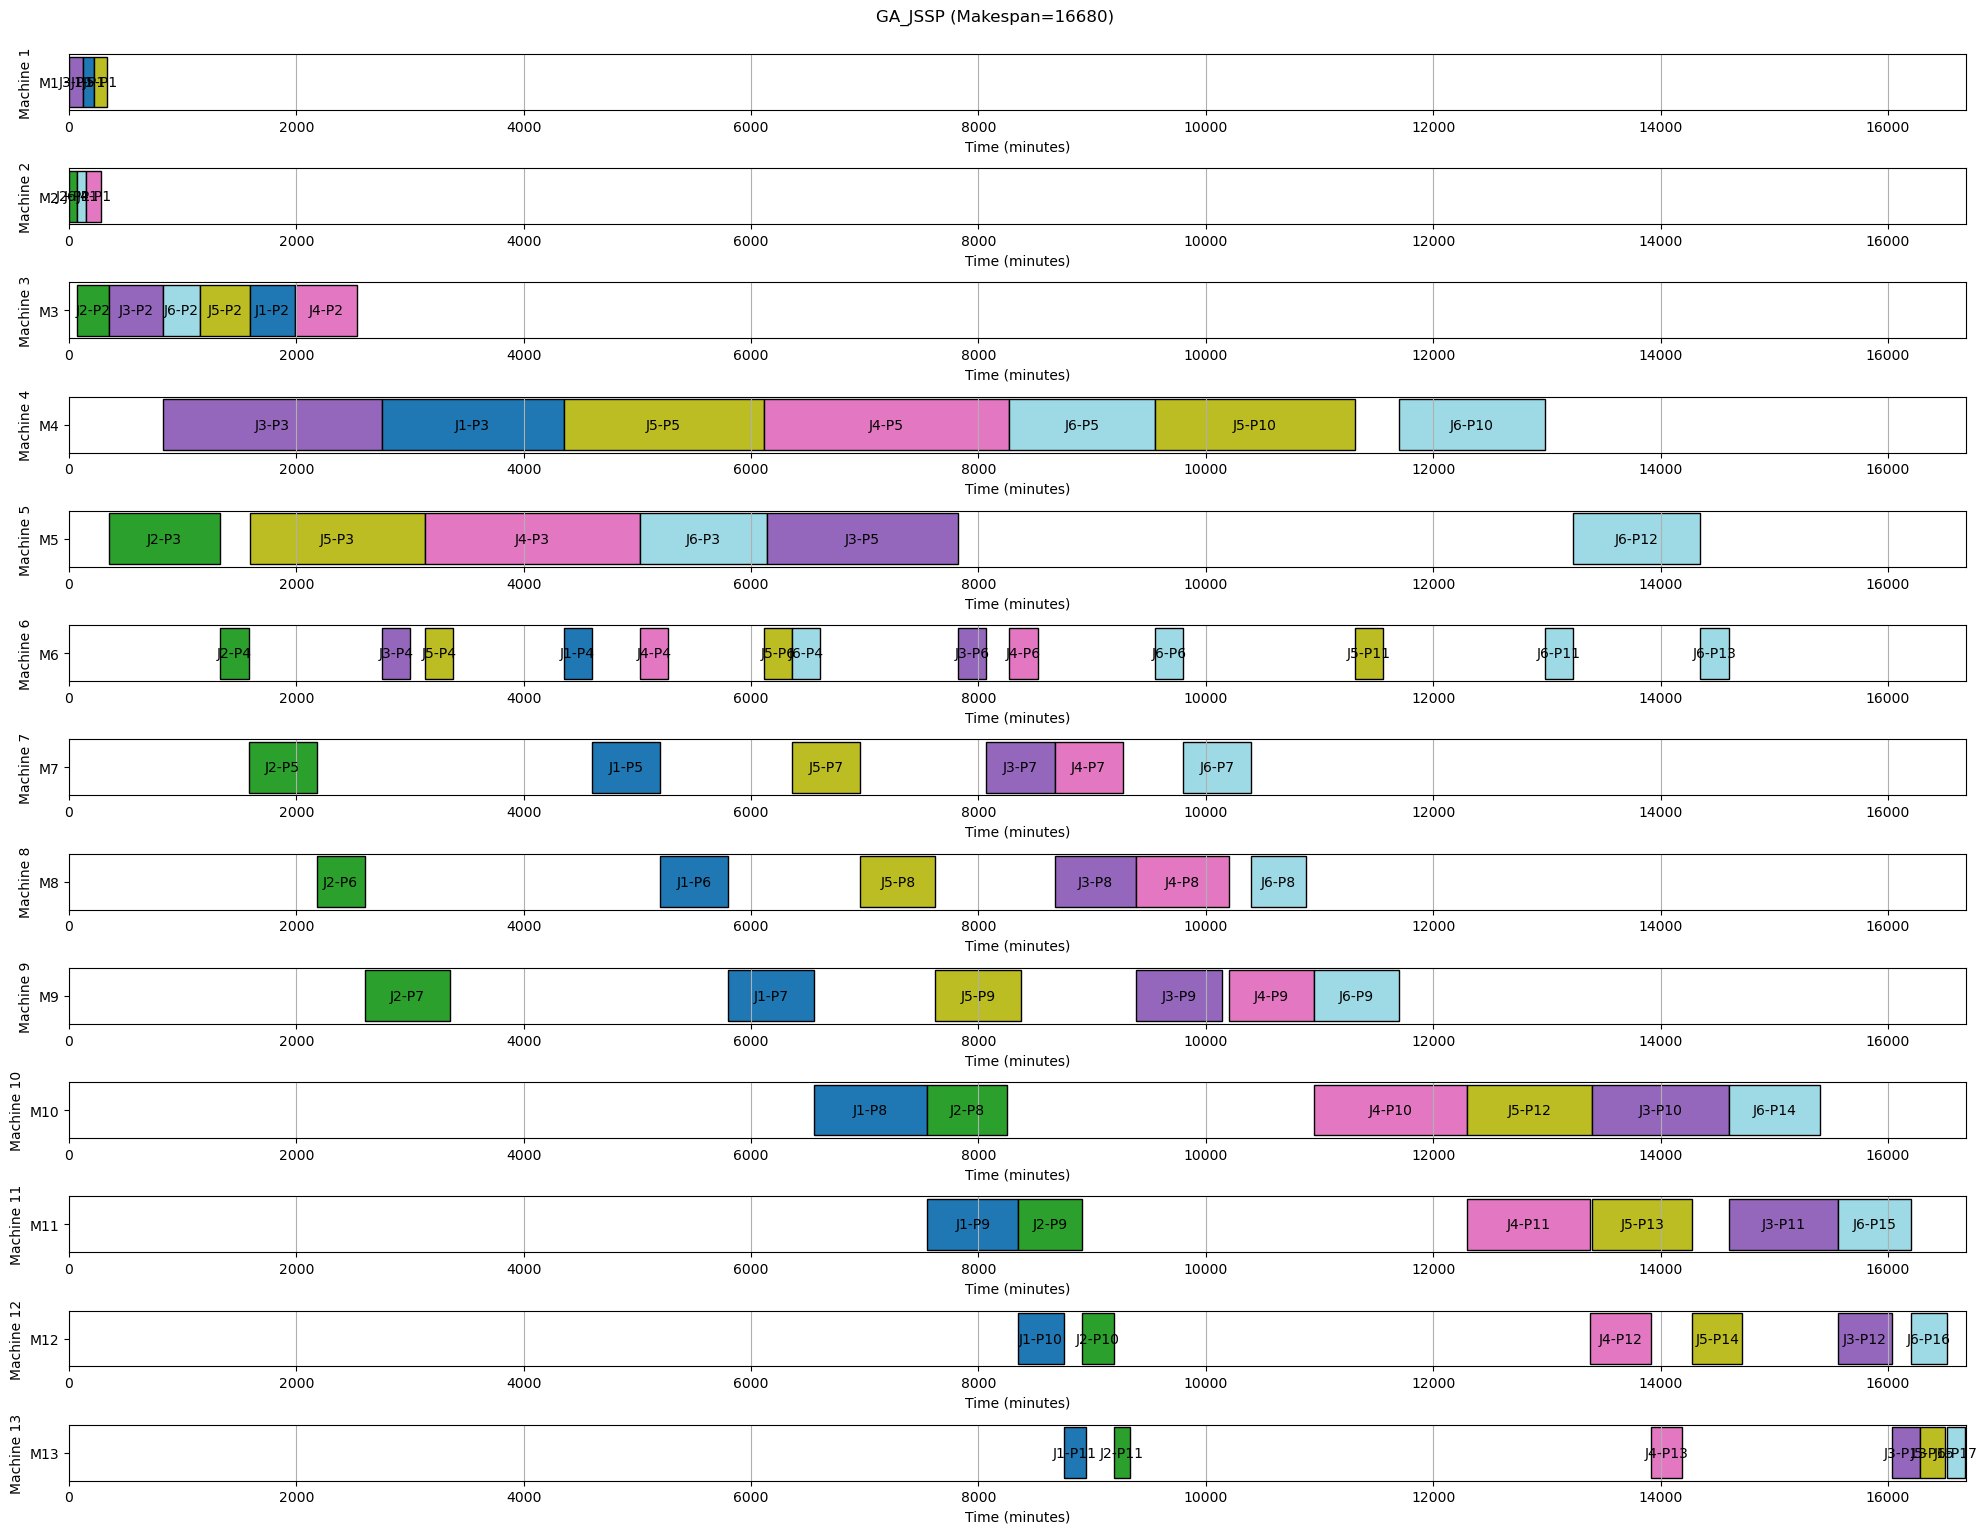 GA_JSSP (Makespan=16680)
Machine 1
M1
0 2000 4000 6000 8000 10000 12000 14000 16000
Time (minutes)
Machine 2
M2
0 2000 4000 6000 8000 10000 12000 14000 16000
Time (minutes)
Machine 3
M3 J2-P2 J3-P2 J6-P2 J5-P2 J1-P2 J4-P2
0 2000 4000 6000 8000 10000 12000 14000 16000
Time (minutes)
Machine 4
M4 J3-P3 J1-P3 J5-P5 J4-P5 J6-P5 J5-P10 J6-P10
0 2000 4000 6000 8000 10000 12000 14000 16000
Time (minutes)
Machine 5
M5 J2-P3 J5-P3 J4-P3 J6-P3 J3-P5 J6-P12
0 2000 4000 6000 8000 10000 12000 14000 16000
Time (minutes)
Machine 6
M6 J2-P4 J3-P4 J5-P4 J1-P4 J4-P4 J5-P6 J6-P4 J3-P6 J4-P6 J6-P6 J5-P11 J6-P11 J6-P13
0 2000 4000 6000 8000 10000 12000 14000 16000
Time (minutes)
Machine 7
M7 J2-P5 J1-P5 J5-P7 J3-P7 J4-P7 J6-P7
0 2000 4000 6000 8000 10000 12000 14000 16000
Time (minutes)
Machine 8
M8 J2-P6 J1-P6 J5-P8 J3-P8 J4-P8 J6-P8
0 2000 4000 6000 8000 10000 12000 14000 16000
Time (minutes)
Machine 9
M9 J2-P7 J1-P7 J5-P9 J3-P9 J4-P9 J6-P9
0 2000 4000 6000 8000 10000 12000 14000 16000
Time (minutes)
Machine 10
M10 J1-P8 J2-P8 J4-P10 J5-P12 J3-P10 J6-P14
0 2000 4000 6000 8000 10000 12000 14000 16000
Time (minutes)
Machine 11
M11 J1-P9 J2-P9 J4-P11 J5-P13 J3-P11 J6-P15
0 2000 4000 6000 8000 10000 12000 14000 16000
Time (minutes)
Machine 12
M12 J1-P10 J2-P10 J4-P12 J5-P14 J3-P12 J6-P16
0 2000 4000 6000 8000 10000 12000 14000 16000
Time (minutes)
Machine 13
M13 J1-P11 J2-P11 J4-P13
0 2000 4000 6000 8000 10000 12000 14000 16000
Time (minutes)